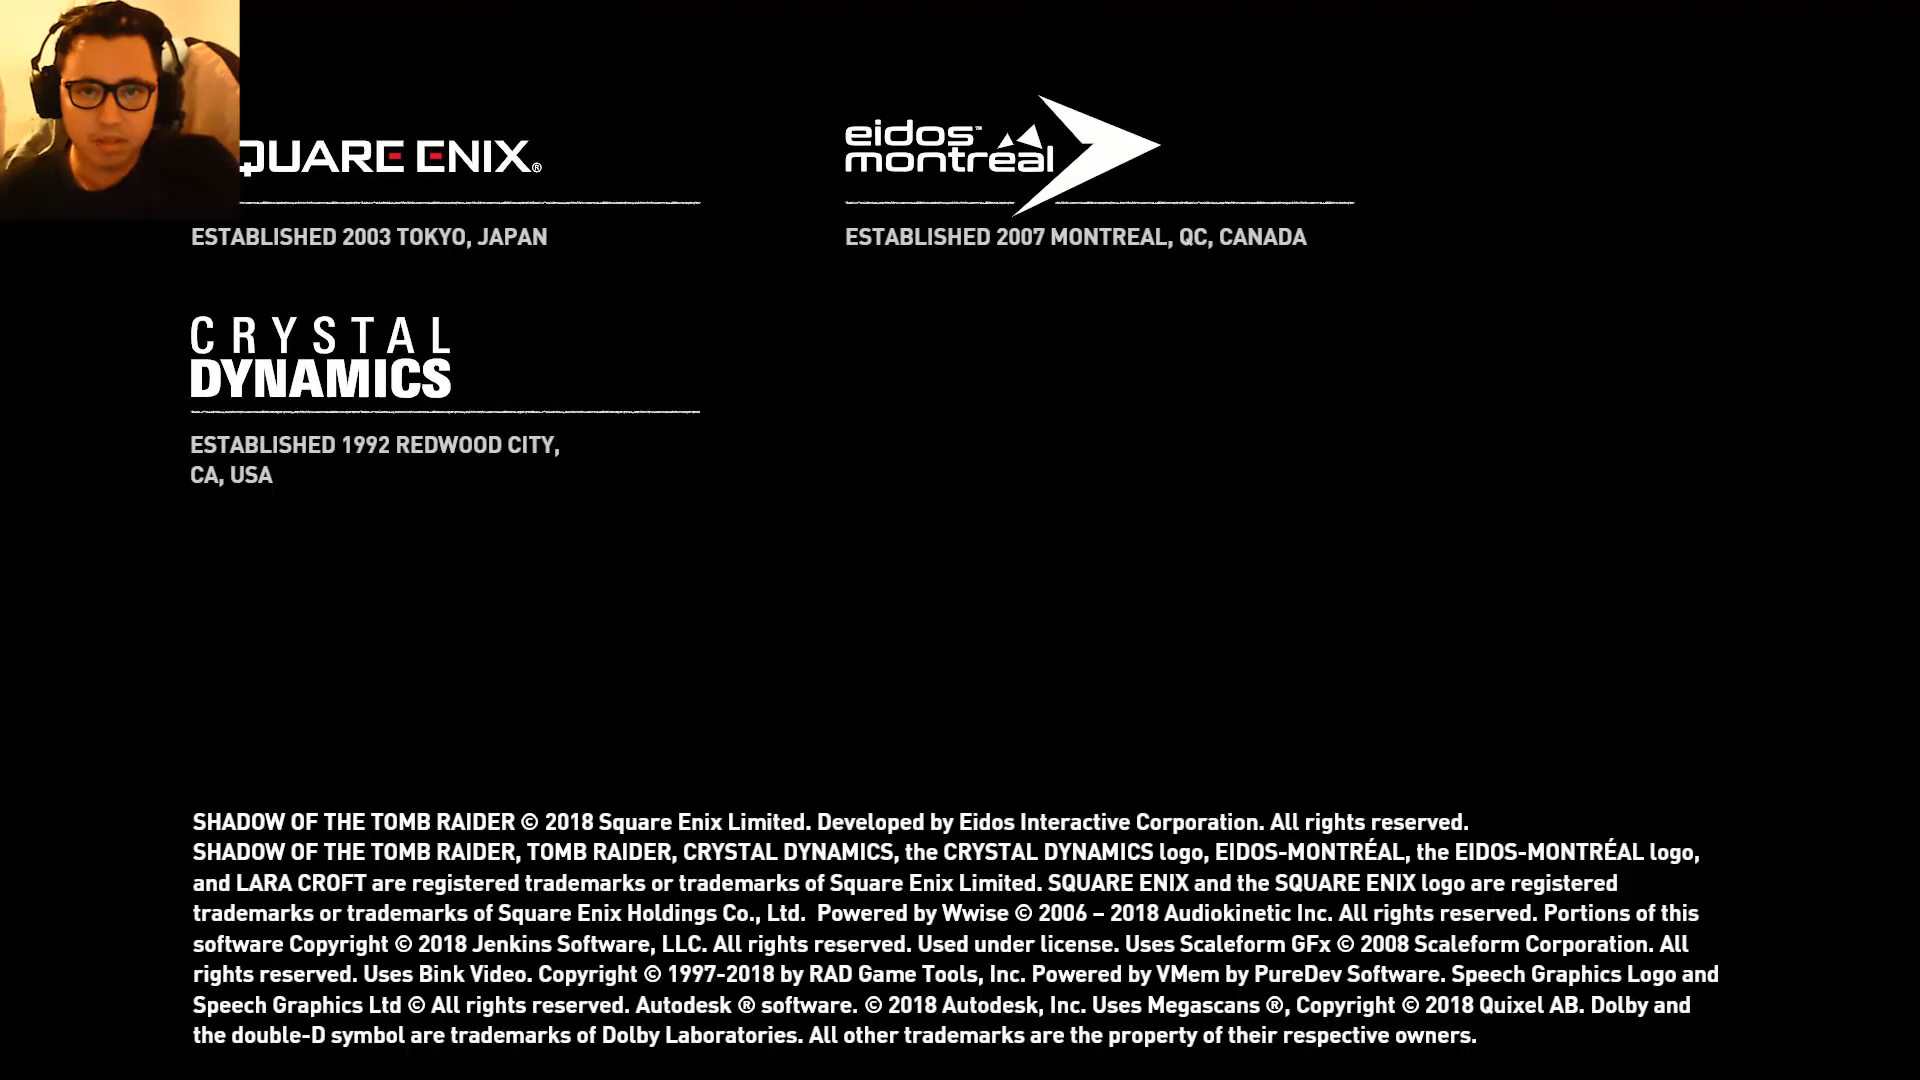 QUARE ENIX®
ESTABLISHED 2003 TOKYO, JAPAN
eidos™
montréal
ESTABLISHED 2007 MONTREAL, QC, CANADA
CRYSTAL
DYNAMICS
ESTABLISHED 1992 REDWOOD CITY,
CA, USA
SHADOW OF THE TOMB RAIDER © 2018 Square Enix Limited. Developed by Eidos Interactive Corporation. All rights reserved.
SHADOW OF THE TOMB RAIDER, TOMB RAIDER, CRYSTAL DYNAMICS, the CRYSTAL DYNAMICS logo, EIDOS-MONTRÉAL, the EIDOS-MONTRÉAL logo,
and LARA CROFT are registered trademarks or trademarks of Square Enix Limited. SQUARE ENIX and the SQUARE ENIX logo are registered
trademarks or trademarks of Square Enix Holdings Co., Ltd.  Powered by Wwise © 2006 – 2018 Audiokinetic Inc. All rights reserved. Portions of this
software Copyright © 2018 Jenkins Software, LLC. All rights reserved. Used under license. Uses Scaleform GFx © 2008 Scaleform Corporation. All
rights reserved. Uses Bink Video. Copyright © 1997-2018 by RAD Game Tools, Inc. Powered by VMem by PureDev Software. Speech Graphics Logo and
Speech Graphics Ltd © All rights reserved. Autodesk ® software. © 2018 Autodesk, Inc. Uses Megascans ®, Copyright © 2018 Quixel AB. Dolby and
the double-D symbol are trademarks of Dolby Laboratories. All other trademarks are the property of their respective owners.